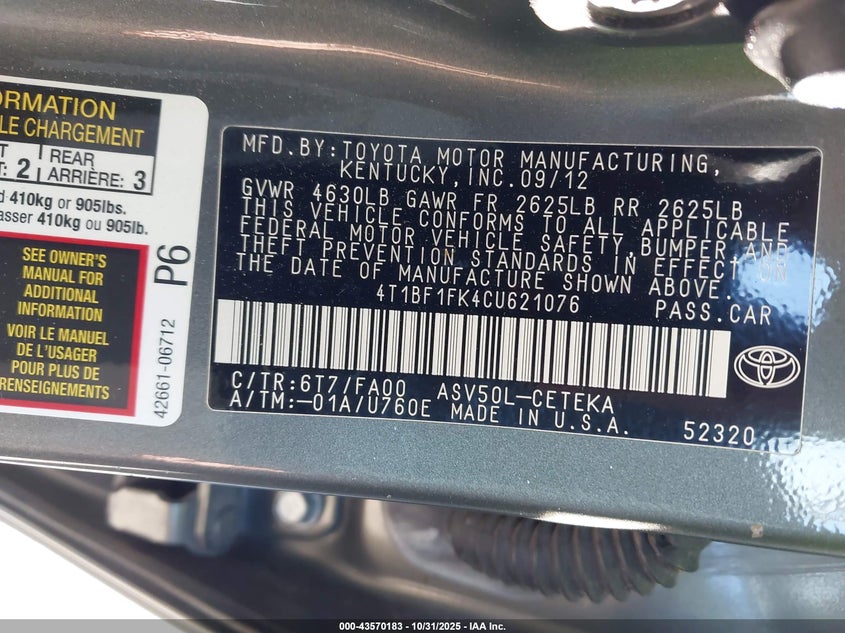 ORMATION
LE CHARGEMENT
REAR
2
ARRIÈRE: 3
410kg or 905lbs.
asser 410kg ou 905lb.
SEE OWNER'S
MANUAL FOR
ADDITIONAL
INFORMATION
VOIR LE MANUEL
DE L'USAGER
POUR PLUS DE
RENSEIGNEMENTS
P6
42661-06712
MFD.BY:TOYOTA MOTOR MANUFACTURING,
KENTUCKY,INC.09/12
GVWR 4630LB GAWR FR 2625LB RR 2625LB
THIS VEHICLE CONFORMS TO ALL APPLICABLE
FEDERAL MOTOR VEHICLE SAFETY,BUMPER,AND
THEFT PREVENTION STANDARDS IN EFFECT ON
THE DATE OF MANUFACTURE SHOWN ABOVE.
4T1BF1FK4CU621076 PASS.CAR
C/TR:6T7/FA00 ASV50L-CETEKA
A/TM:-01A/U760E MADE IN U.S.A.
52320
000-43570183 - 10/31/2025 - IAA Inc.